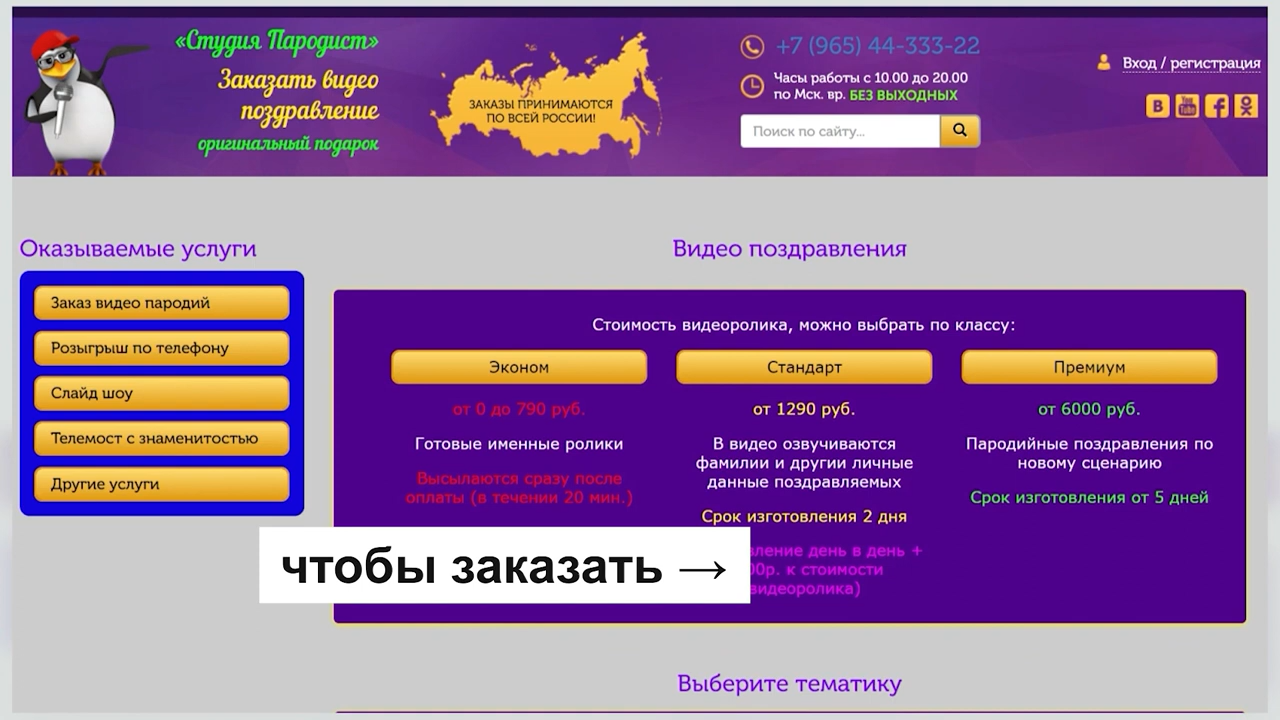 «Студия Пародист»
Заказать видео
поздравление
оригинальный подарок
ЗАКАЗЫ ПРИНИМАЮТСЯ
ПО ВСЕЙ РОССИИ!
+7 (965) 44-333-22
Часы работы с 10.00 до 20.00
по Мск. вр. БЕЗ ВЫХОДНЫХ
Поиск по сайту...
Вход / регистрация
В You Tube f
Оказываемые услуги
Заказ видео пародий
Розыгрыш по телефону
Слайд шоу
Телемост с знаменитостью
Другие услуги
Видео поздравления
Стоимость видеоролика, можно выбрать по классу:
Эконом
от 0 до 790 руб.
Готовые именные ролики
Высылаются сразу после
оплаты (в течении 20 мин.)
Стандарт
от 1290 руб.
В видео озвучиваются
фамилии и другии личные
данные поздравляемых
Срок изготовления 2 дня
день в день +
к стоимости
видеоролика)
Премиум
от 6000 руб.
Пародийные поздравления по
новому сценарию
Срок изготовления от 5 дней
чтобы заказать →
Выберите тематику